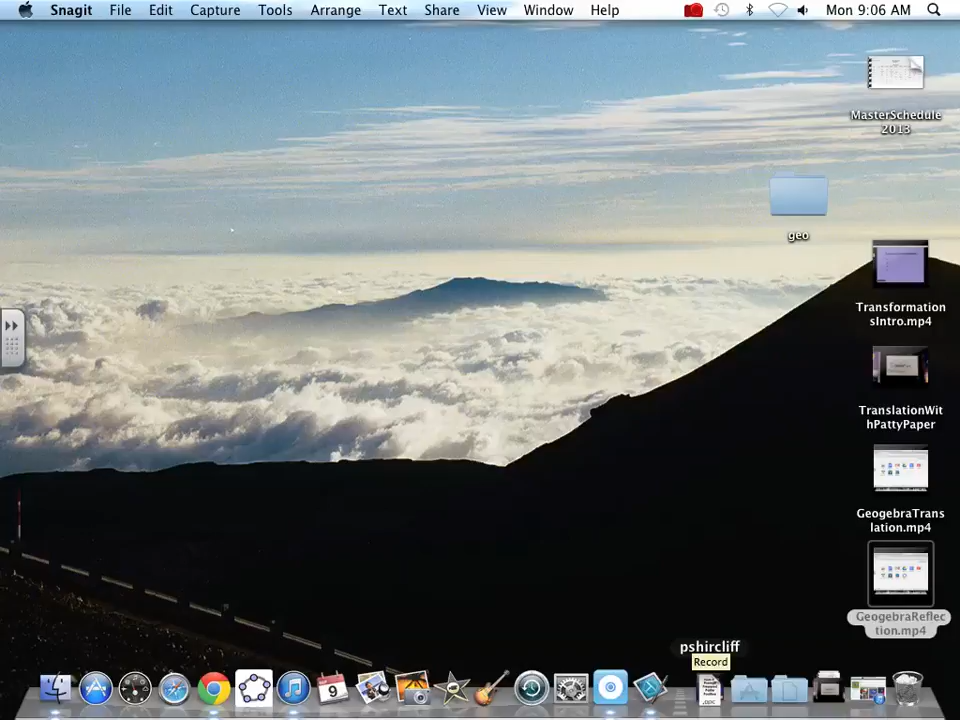 Snagit File Edit Capture Tools Arrange Text Share View Window Help Mon 9:06 AM
MasterSchedule
2013
geo
Transformation
sIntro.mp4
TranslationWit
hPattyPaper
GeogebraTrans
lation.mp4
GeogebraReflec
tion.mp4
pshircliff
Record
9